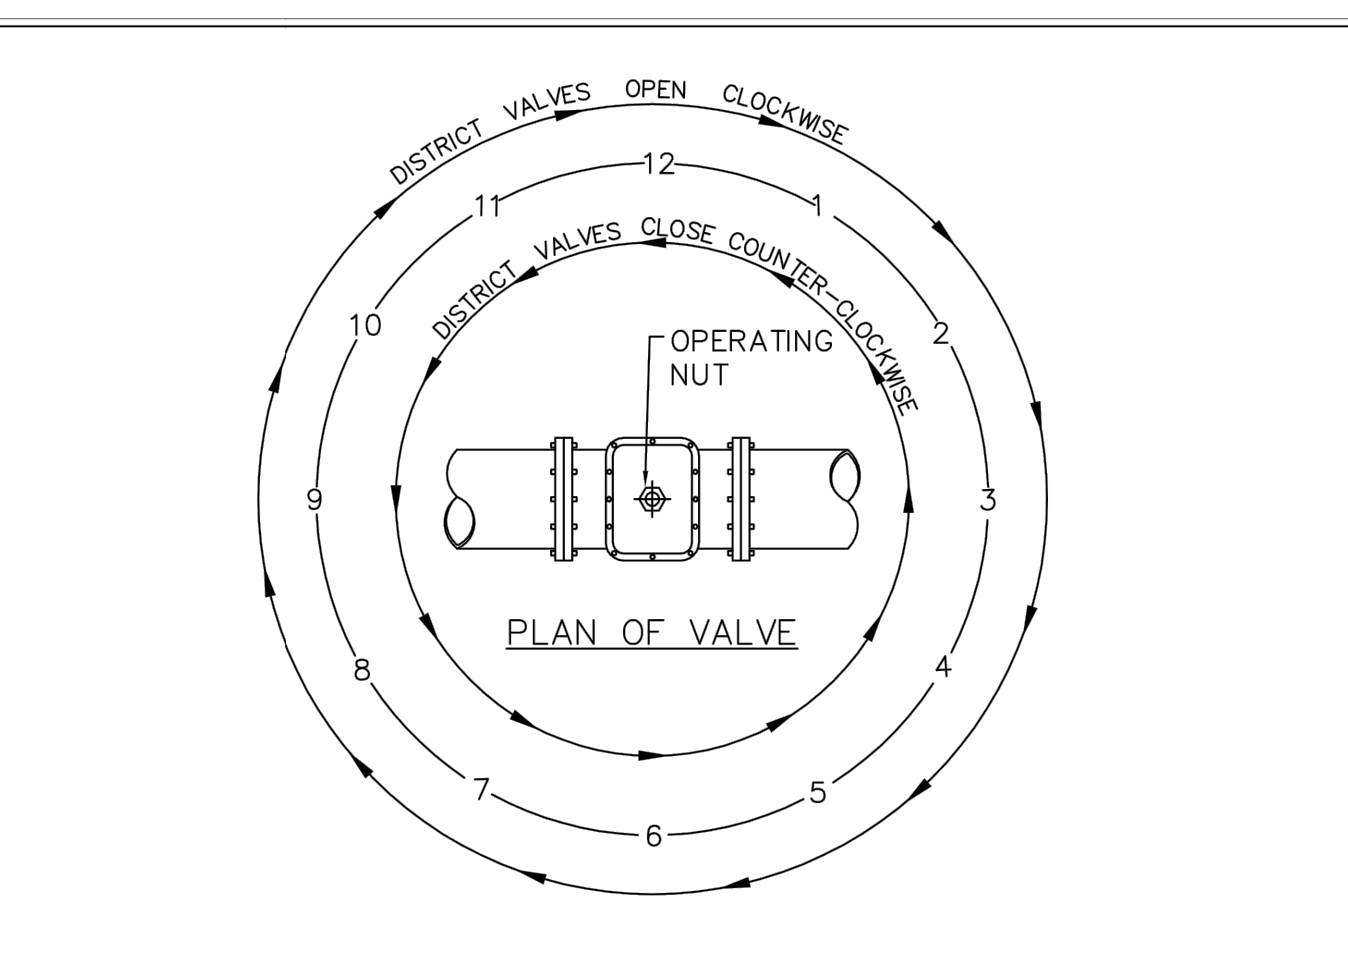 DISTRICT VALVES OPEN CLOCKWISE
12
11
1
DISTRICT VALVES CLOSE COUNTER-CLOCKWISE
10
2
OPERATING
NUT
9
3
PLAN OF VALVE
8
4
7
5
6